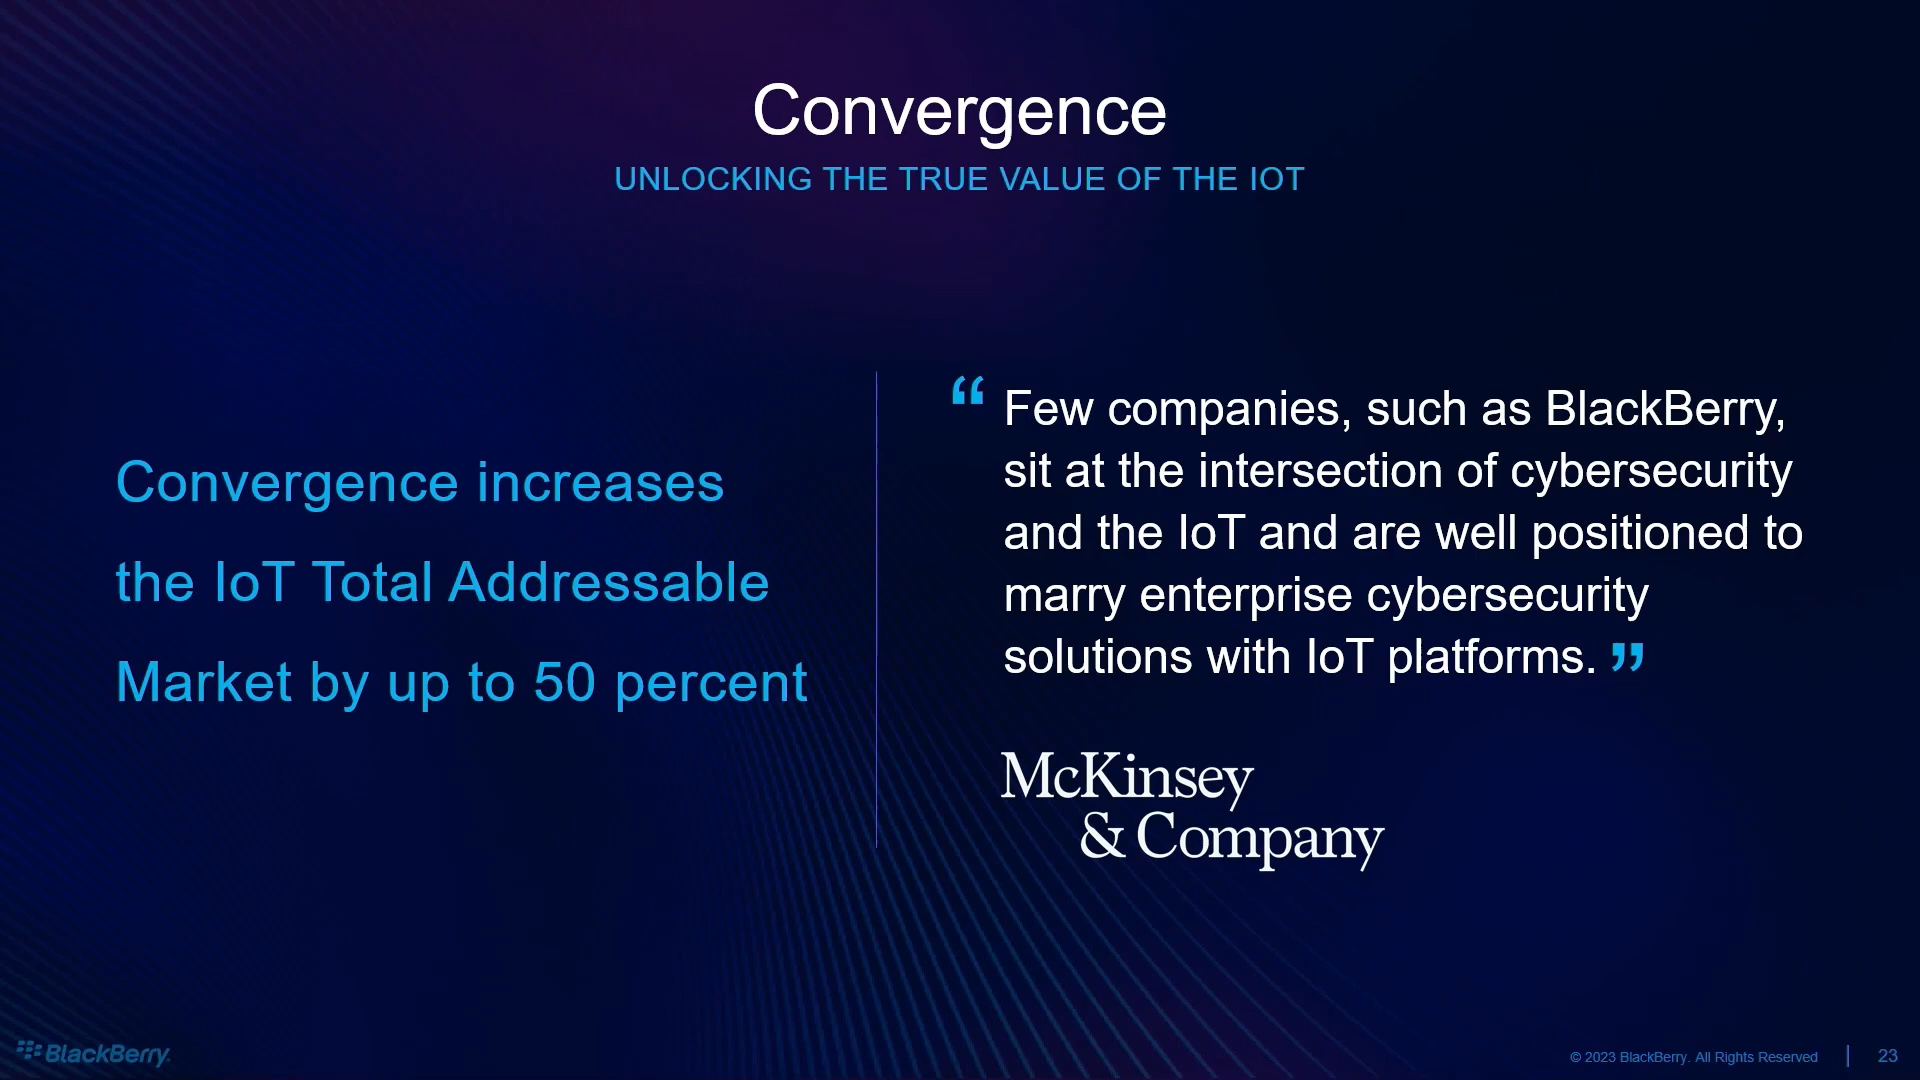 Convergence
UNLOCKING THE TRUE VALUE OF THE IOT
Convergence increases
the IoT Total Addressable
Market by up to 50 percent
“ Few companies, such as BlackBerry,
sit at the intersection of cybersecurity
and the IoT and are well positioned to
marry enterprise cybersecurity
solutions with IoT platforms. ”
McKinsey
& Company
BlackBerry.
© 2023 BlackBerry. All Rights Reserved | 23